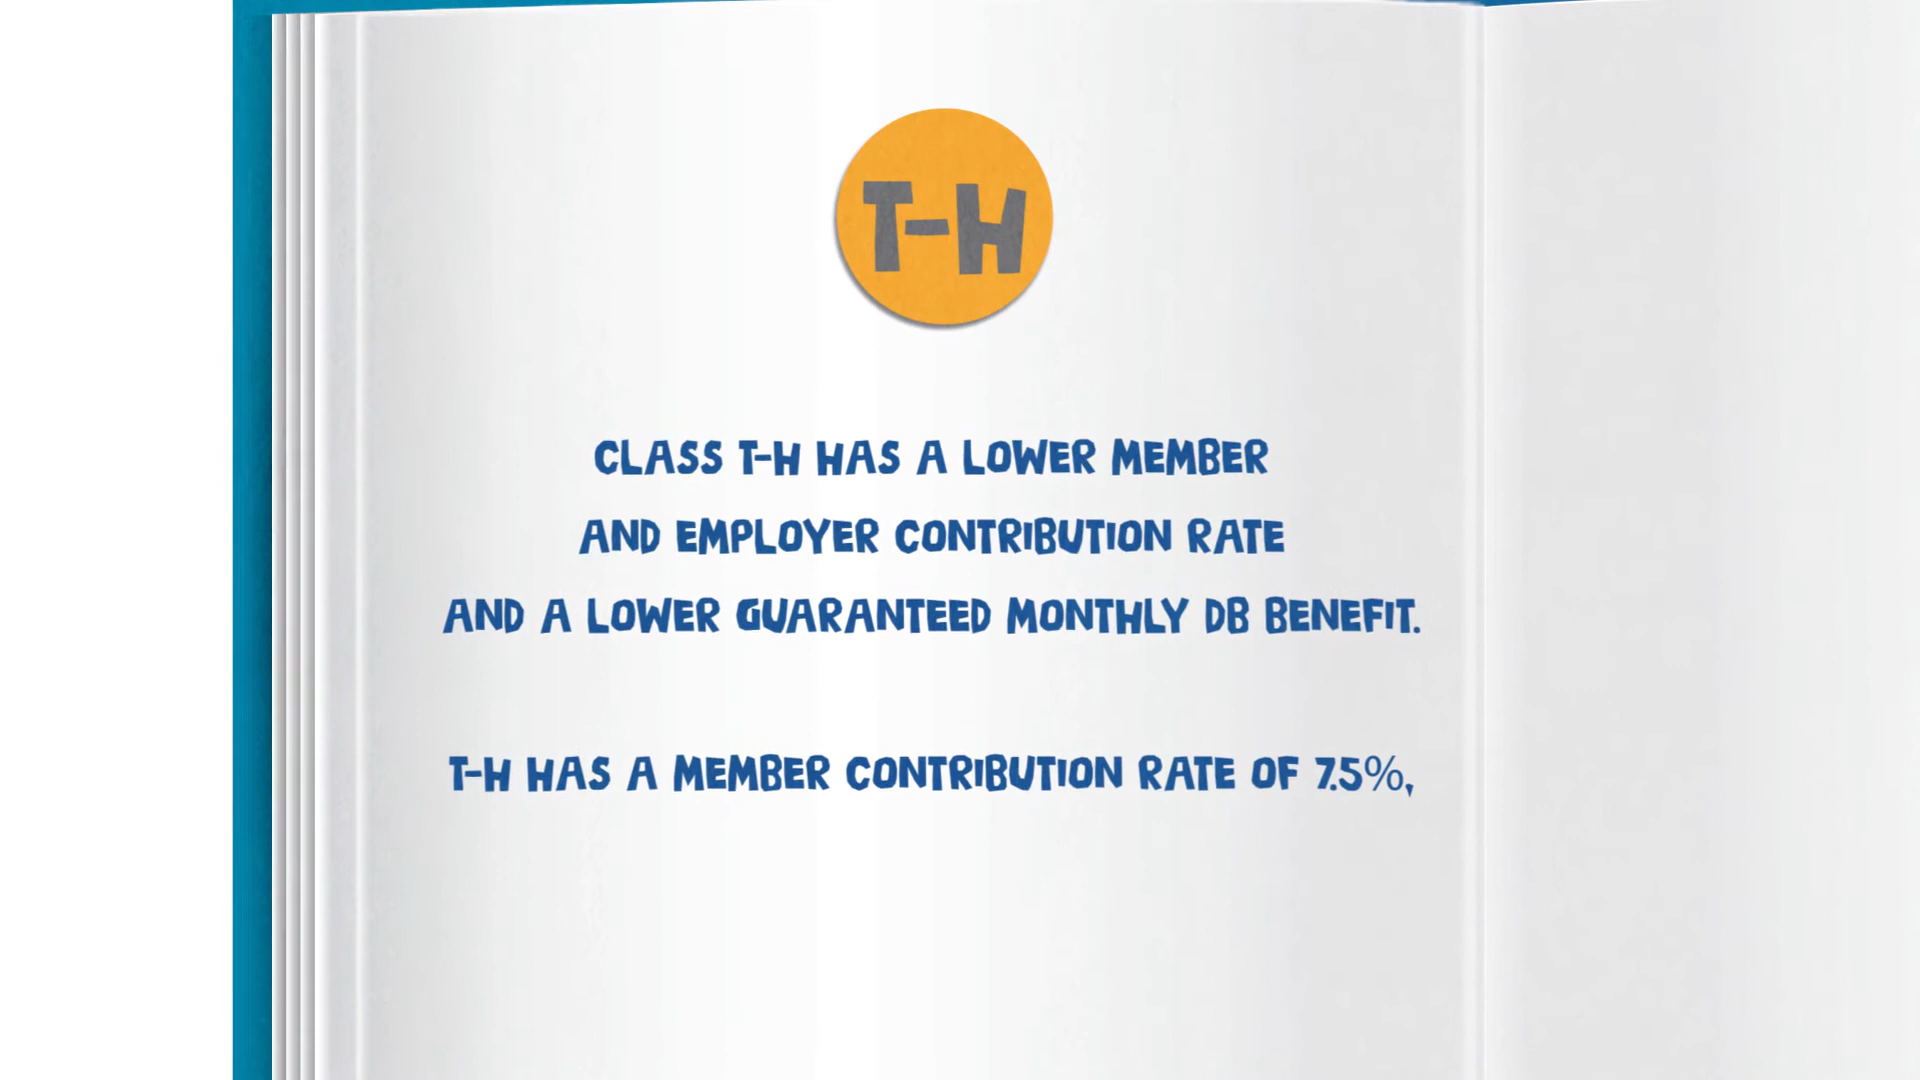 T-H
CLASS T-H HAS A LOWER MEMBER
AND EMPLOYER CONTRIBUTION RATE
AND A LOWER GUARANTEED MONTHLY DB BENEFIT.
T-H HAS A MEMBER CONTRIBUTION RATE OF 7.5%,